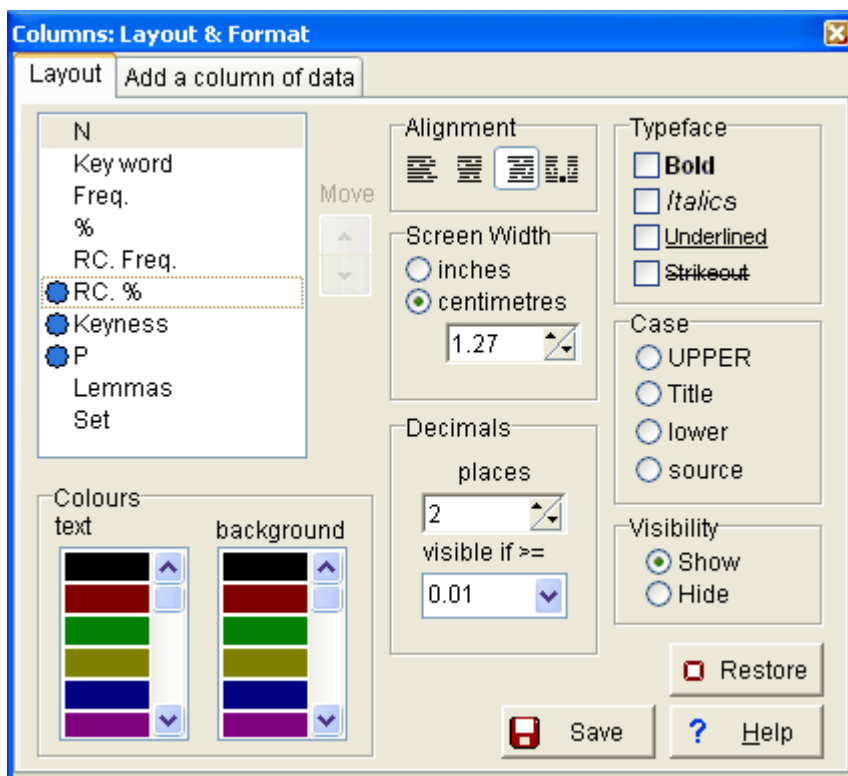 Columns: Layout & Format
Layout
Add a column of data
N
Key word
Freq.
%
RC. Freq.
RC. %
Keyness
P
Lemmas
Set
Move
Colours
text
background
Alignment
Screen Width
inches
centimetres
1.27
Decimals
places
2
visible if >=
0.01
Typeface
Bold
Italics
Underlined
Strikeout
Case
UPPER
Title
lower
source
Visibility
Show
Hide
Restore
Save
? Help